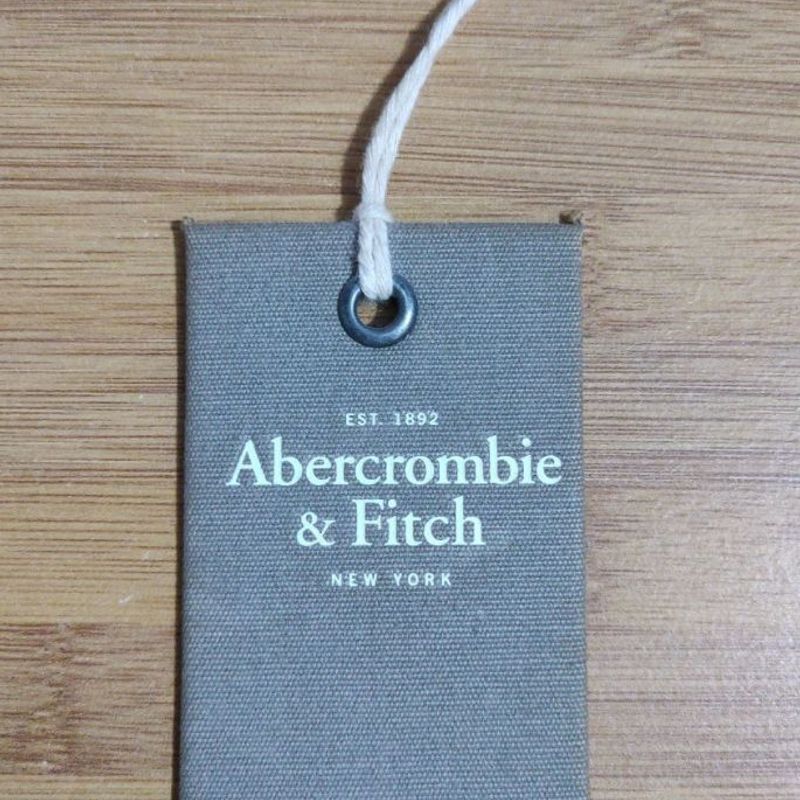 EST. 1892
Abercrombie
& Fitch
NEW YORK